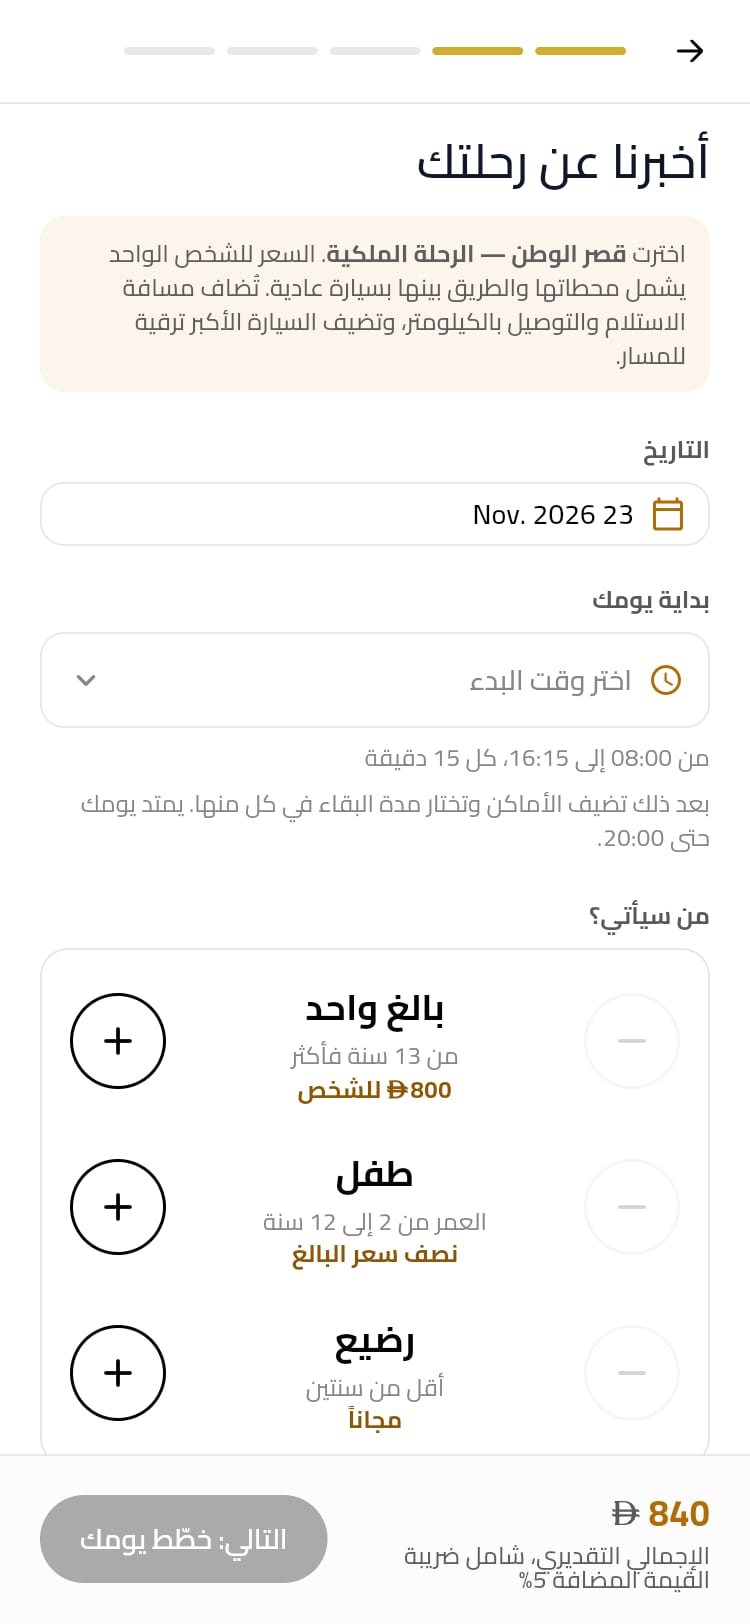 أخبرنا عن رحلتك
اخترت قصر الوطن — الرحلة الملكية. السعر للشخص الواحد
يشمل محطاتها والطريق بينها بسيارة عادية. تُضاف مسافة
الاستلام والتوصيل بالكيلومتر، وتضيف السيارة الأكبر ترقية
للمسار.
التاريخ
23 Nov. 2026
بداية يومك
اختر وقت البدء
من 08:00 إلى 16:15، كل 15 دقيقة
بعد ذلك تضيف الأماكن وتختار مدة البقاء في كل منها. يمتد يومك
حتى 20:00.
من سيأتي؟
بالغ واحد
من 13 سنة فأكثر
800 للشخص
طفل
العمر من 2 إلى 12 سنة
نصف سعر البالغ
رضيع
أقل من سنتين
مجاناً
840
الإجمالي التقديري، شامل ضريبة
القيمة المضافة 5%
التالي: خطّط يومك